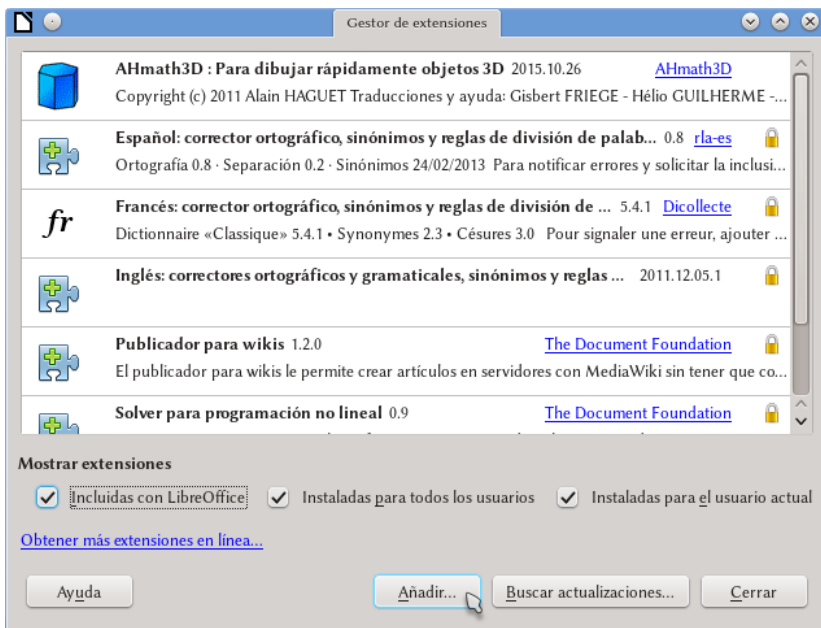 Gestor de extensiones
AHmath3D : Para dibujar rápidamente objetos 3D 2015.10.26 AHmath3D
Copyright (c) 2011 Alain HAGUET Traducciones y ayuda: Gisbert FRIEGE - Hélio GUILHERME -...
Español: corrector ortográfico, sinónimos y reglas de división de palab... 0.8 rla-es
Ortografía 0.8 · Separación 0.2 · Sinónimos 24/02/2013 Para notificar errores y solicitar la inclusi...
fr
Francés: corrector ortográfico, sinónimos y reglas de división de ... 5.4.1 Dicollecte
Dictionnaire «Classique» 5.4.1 • Synonymes 2.3 • Césures 3.0 Pour signaler une erreur, ajouter ...
Inglés: correctores ortográficos y gramaticales, sinónimos y reglas ... 2011.12.05.1
Publicador para wikis 1.2.0 The Document Foundation
El publicador para wikis le permite crear artículos en servidores con MediaWiki sin tener que co...
Solver para programación no lineal 0.9 The Document Foundation
Mostrar extensiones
Incluidas con LibreOffice Instaladas para todos los usuarios Instaladas para el usuario actual
Obtener más extensiones en línea...
Ayuda Añadir... Buscar actualizaciones... Cerrar